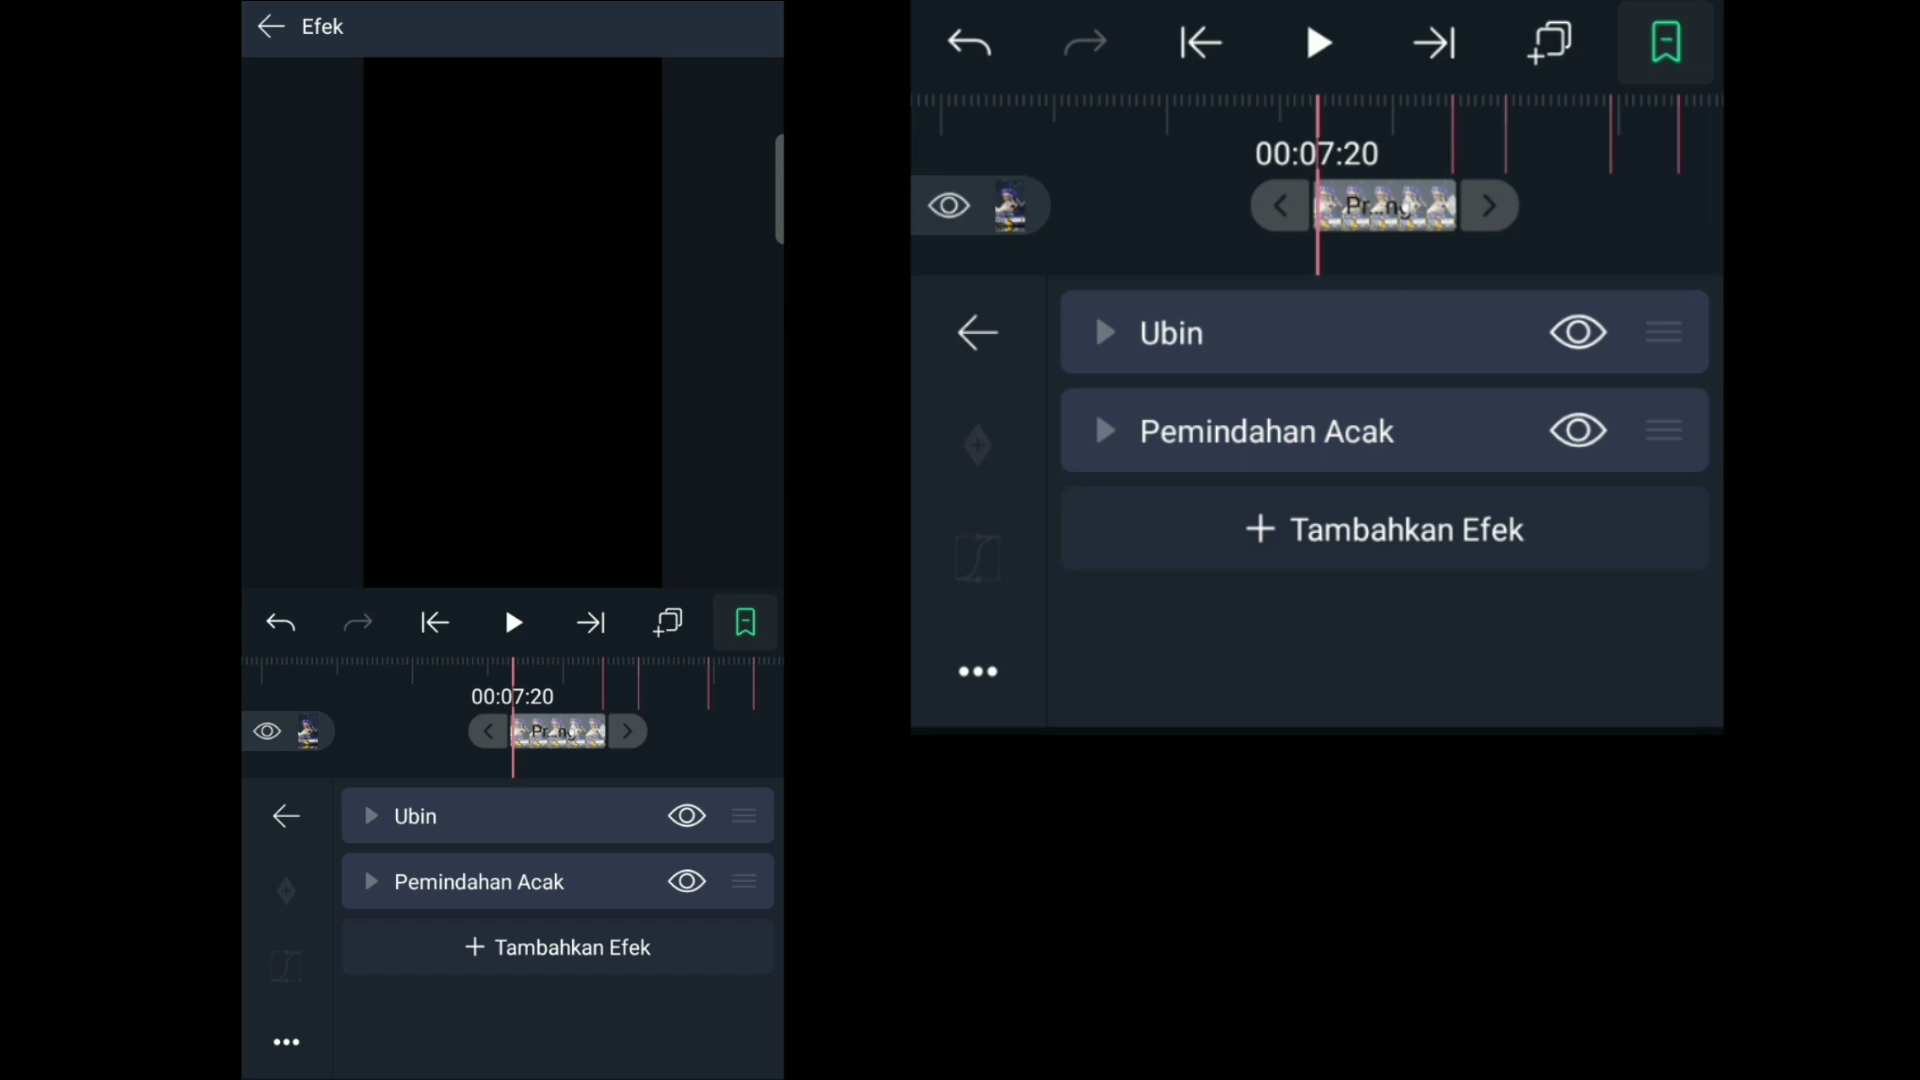 Efek
00:07:20
Ubin
Pemindahan Acak
Tambahkan Efek
00:07:20
Ubin
Pemindahan Acak
Tambahkan Efek